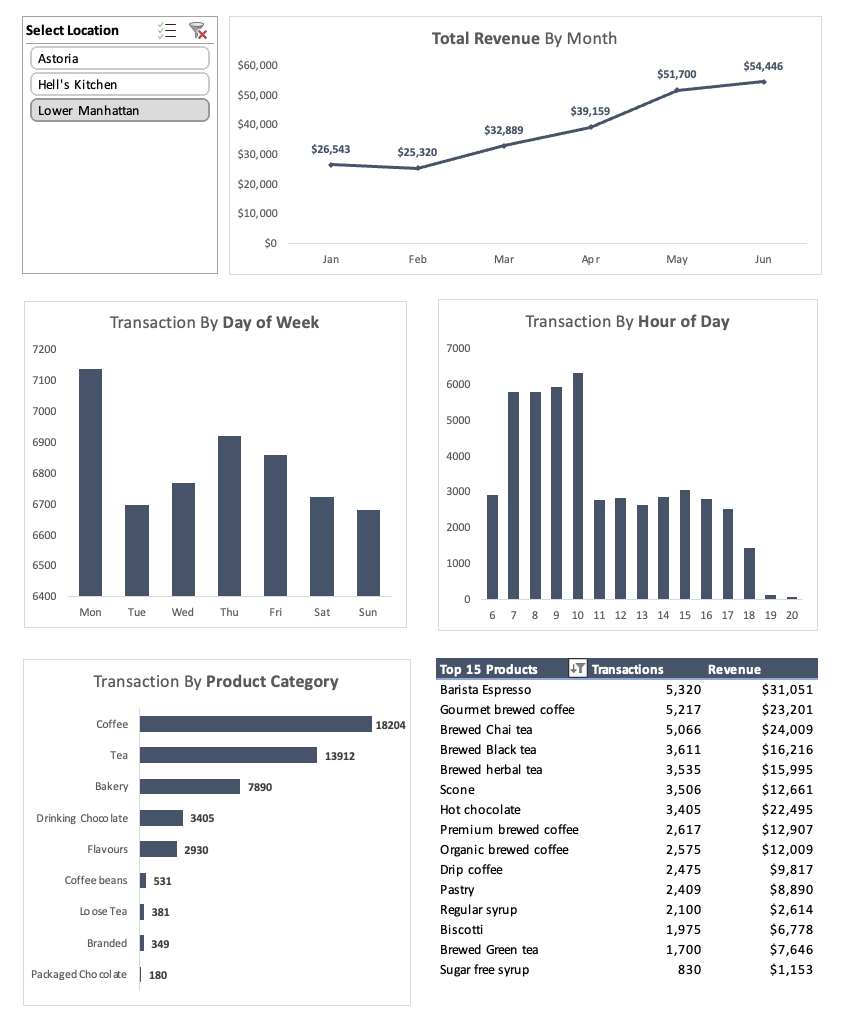 Select Location
Astoria
Hell's Kitchen
Lower Manhattan
Total Revenue By Month
$60,000
$50,000
$40,000
$30,000
$20,000
$10,000
$0
$26,543
$25,320
$32,889
$39,159
$51,700
$54,446
Jan Feb Mar Apr May Jun
Transaction By Day of Week
7200
7100
7000
6900
6800
6700
6600
6500
6400
Mon Tue Wed Thu Fri Sat Sun
Transaction By Hour of Day
7000
6000
5000
4000
3000
2000
1000
0
6 7 8 9 10 11 12 13 14 15 16 17 18 19 20
Transaction By Product Category
Coffee 18204
Tea 13912
Bakery 7890
Drinking Chocolate 3405
Flavours 2930
Coffee beans 531
Loose Tea 381
Branded 349
Packaged Chocolate 180
Top 15 Products Transactions Revenue
Barista Espresso 5,320 $31,051
Gourmet brewed coffee 5,217 $23,201
Brewed Chai tea 5,066 $24,009
Brewed Black tea 3,611 $16,216
Brewed herbal tea 3,535 $15,995
Scone 3,506 $12,661
Hot chocolate 3,405 $22,495
Premium brewed coffee 2,617 $12,907
Organic brewed coffee 2,575 $12,009
Drip coffee 2,475 $9,817
Pastry 2,409 $8,890
Regular syrup 2,100 $2,614
Biscotti 1,975 $6,778
Brewed Green tea 1,700 $7,646
Sugar free syrup 830 $1,153